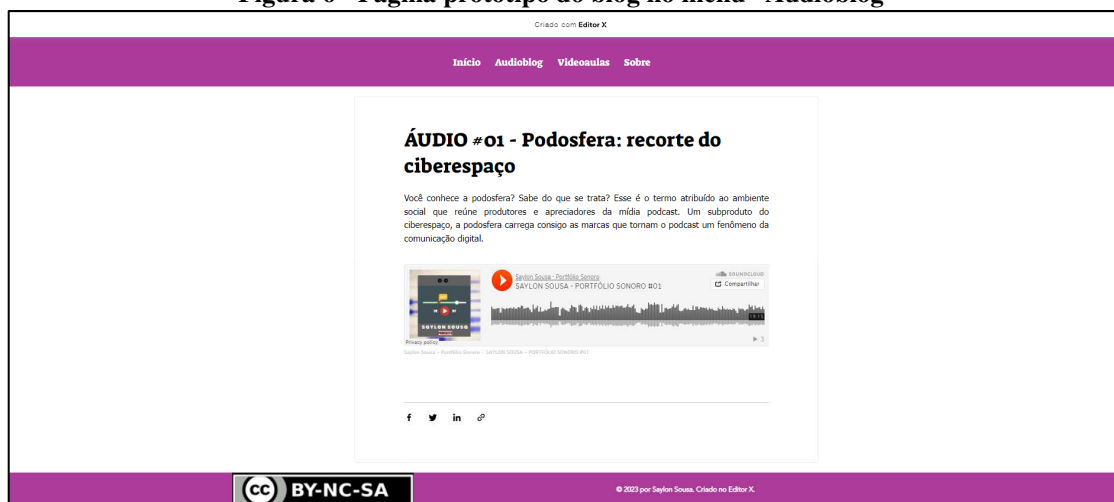 Figura 6 - Página protótipo do blog no menu "Audioblog"
Criado com Editor X
Início Audioblog Videoaulas Sobre
ÁUDIO #01 - Podosfera: recorte do
ciberespaço
Você conhece a podosfera? Sabe do que se trata? Esse é o termo atribuído ao ambiente
social que reúne produtores e apreciadores da mídia podcast. Um subproduto do
ciberespaço, a podosfera carrega consigo as marcas que tornam o podcast um fenômeno da
comunicação digital.
Saylon Sousa - Portfólio Sonoro
SAYLON SOUSA - PORTFÓLIO SONORO #01
SOUNDCLOUD
Compartilhar
SAYLON SOUSA
Privacy policy
3
Saylon Sousa - Portfólio Sonoro · SAYLON SOUSA - PORTFÓLIO SONORO #01
CC BY-NC-SA
© 2023 por Saylon Sousa. Criado no Editor X.